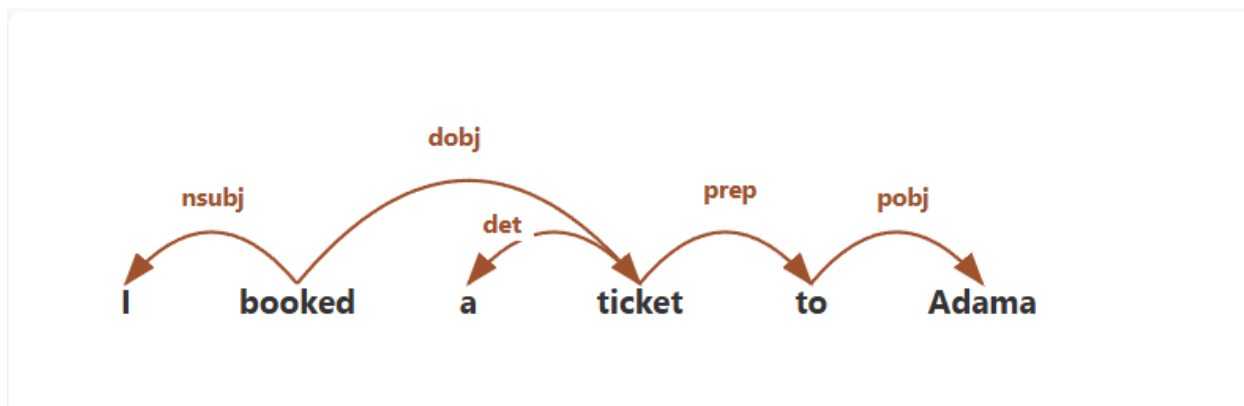 dobj
nsubj
prep
pobj
det
I booked a ticket to Adama